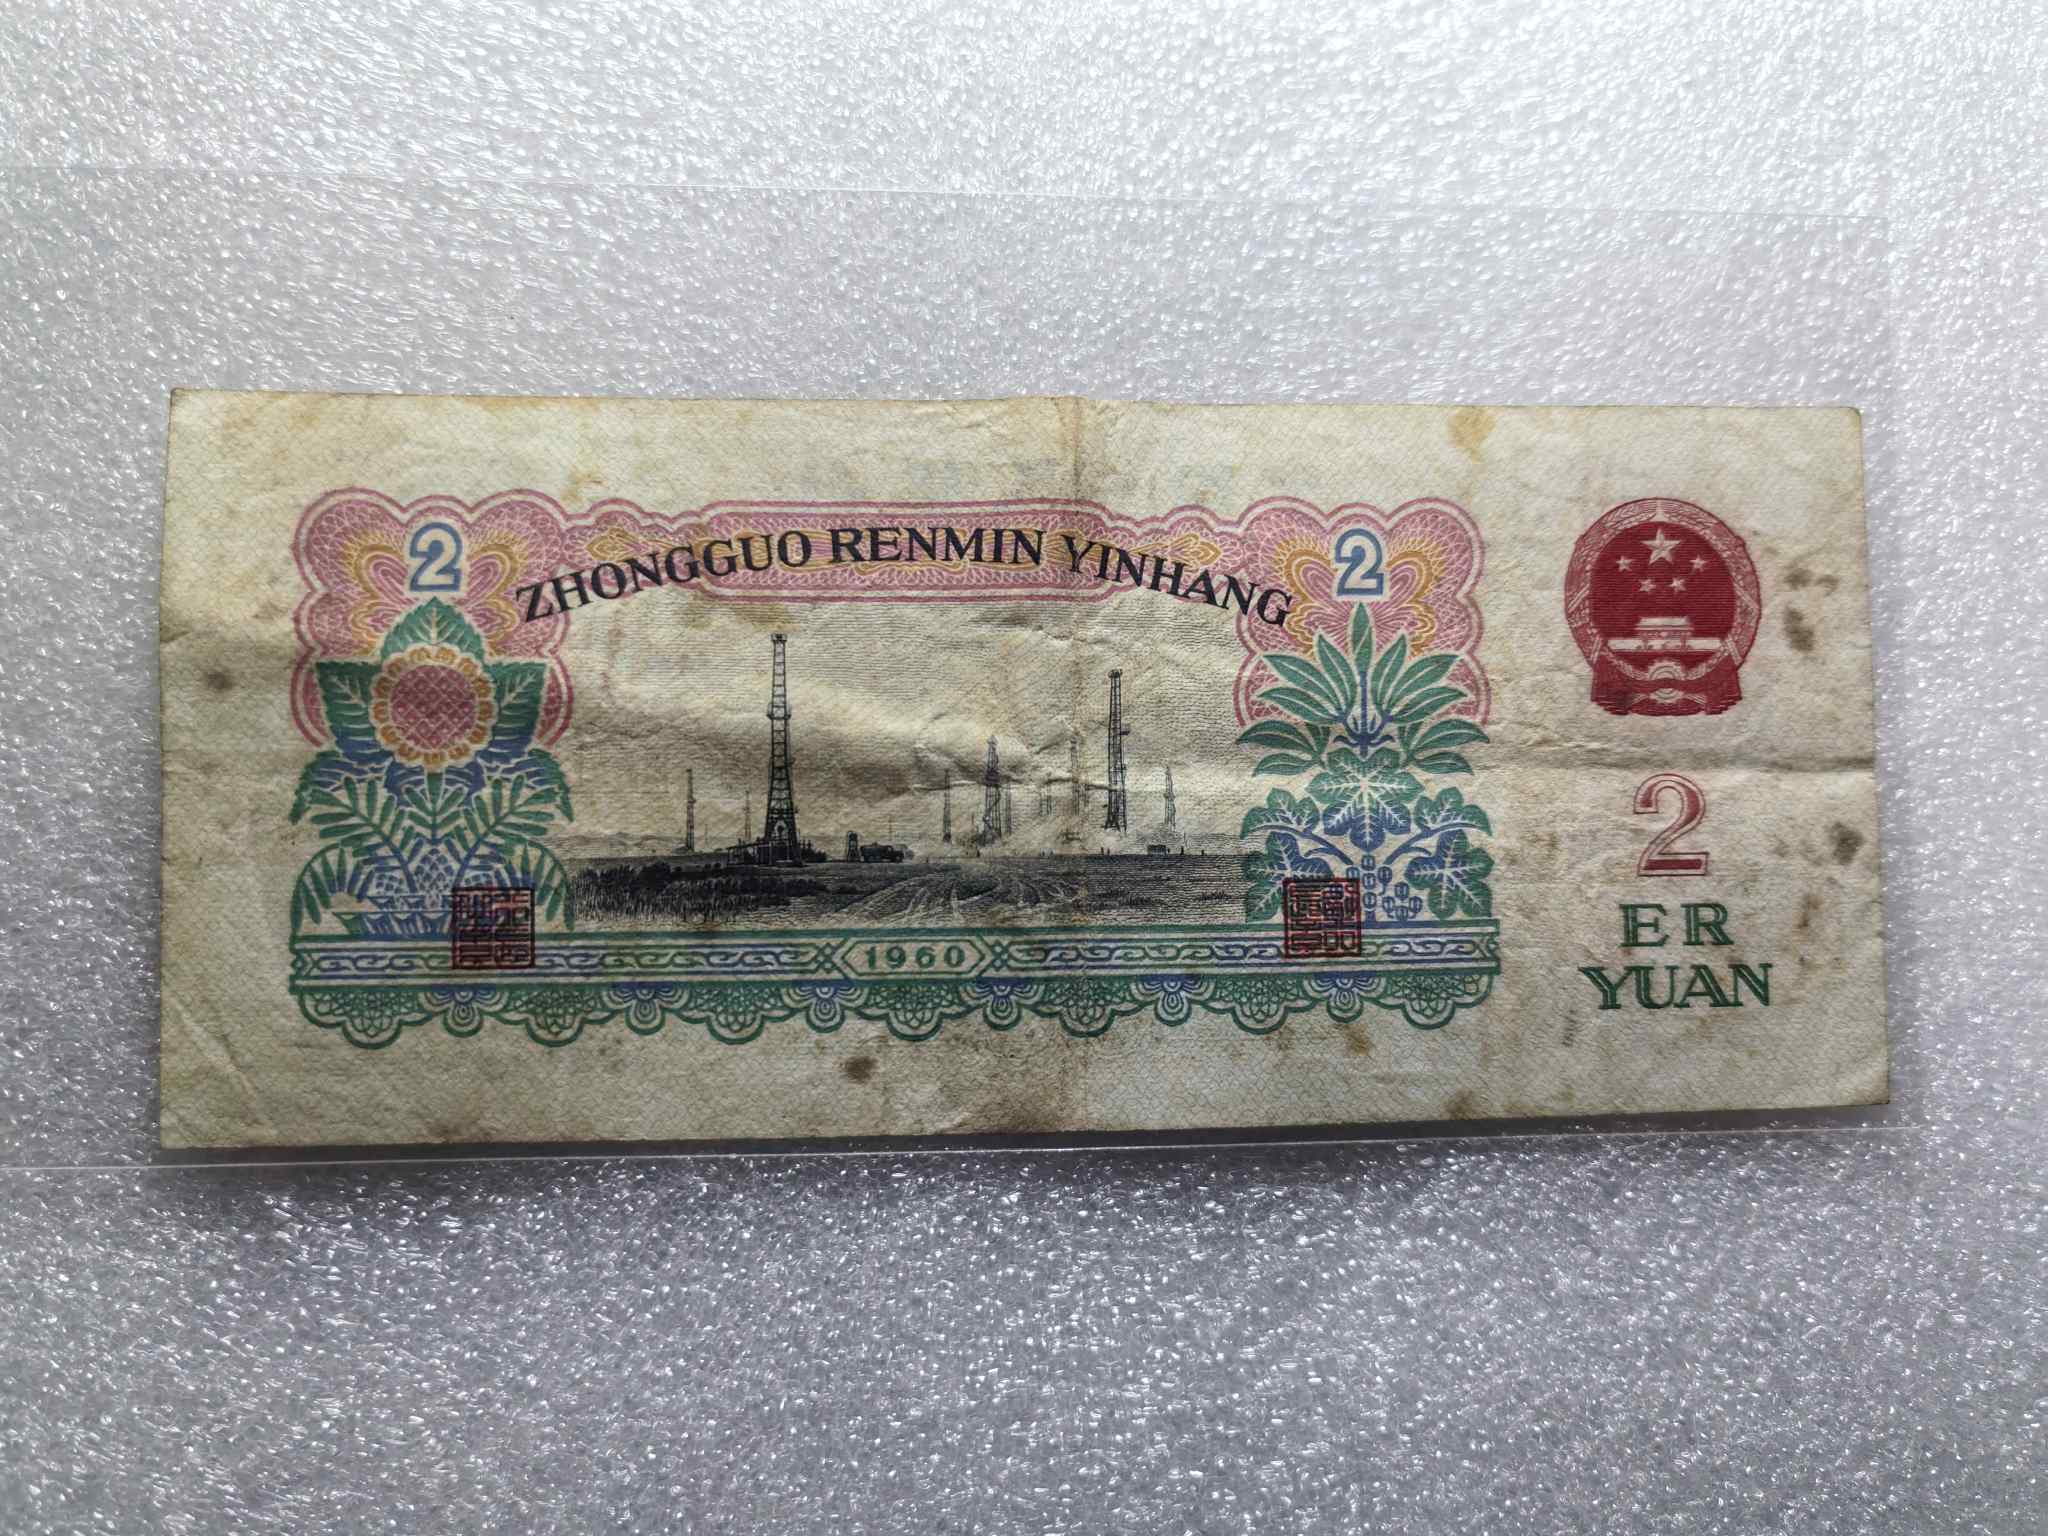 2
ZHONGGUO RENMIN YINHANG
2
1960
2
ER
YUAN